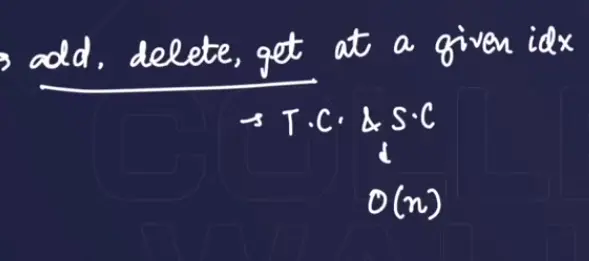 → add, delete, get at a given idx
→ T.C. & S.C
↓
O(n)